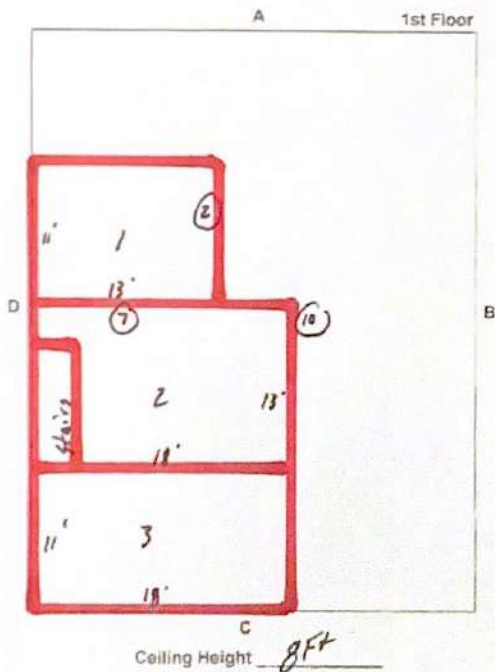 A
1st Floor
2
11'
1
13'
D
7
10
B
2
13'
Stairs
18'
11'
3
18'
C
Ceiling Height 8Ft